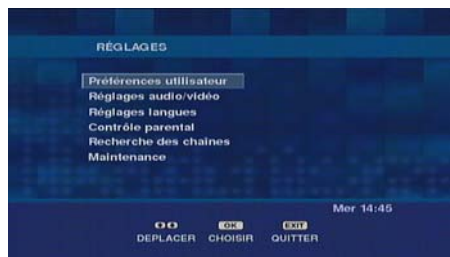 RÉGLAGES
Préférences utilisateur
Réglages audio/vidéo
Réglages langues
Contrôle parental
Recherche des chaînes
Maintenance
Mer 14:45
OK EXIT
DEPLACER CHOISIR QUITTER